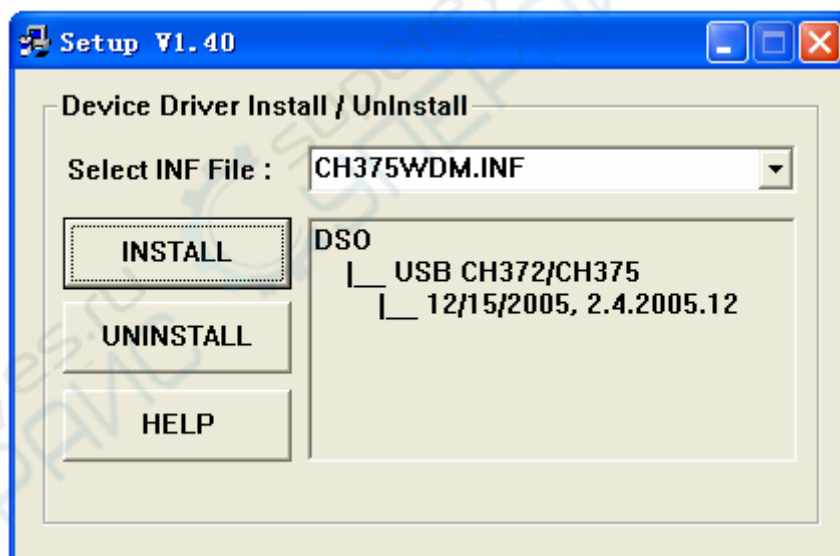 Setup V1.40
Device Driver Install / UnInstall
Select INF File :
CH375WDM.INF
INSTALL
UNINSTALL
HELP
DSO
|__ USB CH372/CH375
|__ 12/15/2005, 2.4.2005.12